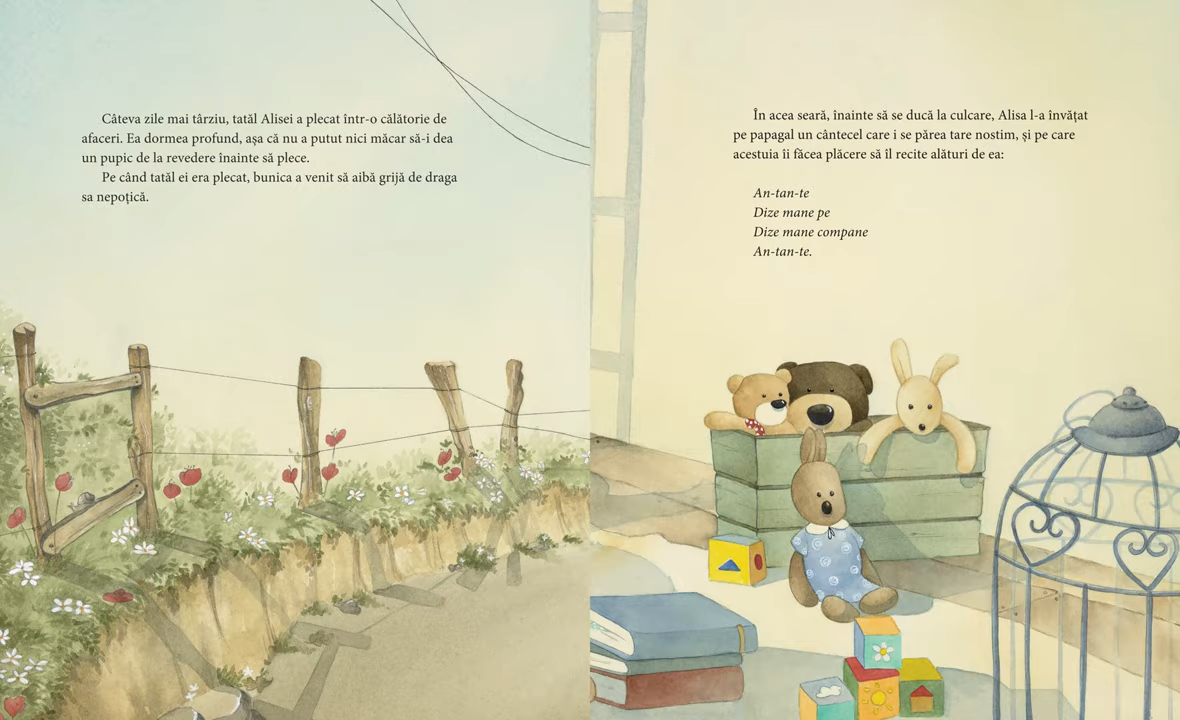 Câteva zile mai târziu, tatăl Alisei a plecat într-o călătorie de
afaceri. Ea dormea profund, așa că nu a putut nici măcar să-i dea
un pupic de la revedere înainte să plece.
Pe când tatăl ei era plecat, bunica a venit să aibă grijă de draga
sa nepoțică.
În acea seară, înainte să se ducă la culcare, Alisa l-a învățat
pe papagal un cântecel care i se părea tare nostim, și pe care
acestuia îi făcea plăcere să îl recite alături de ea:
An-tan-te
Dize mane pe
Dize mane compane
An-tan-te.